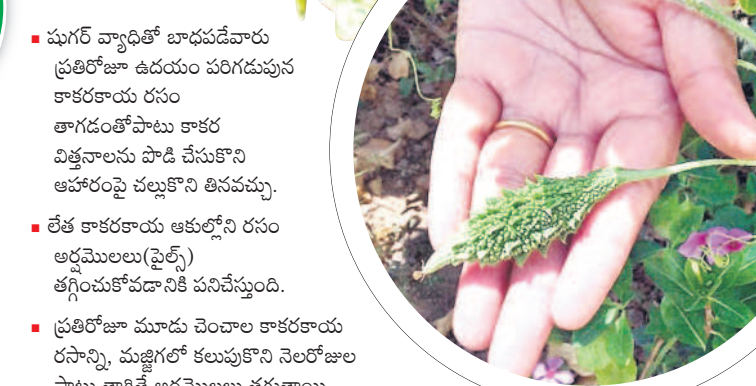 షుగర్ వ్యాధితో బాధపడేవారు
ప్రతిరోజూ ఉదయం పరిగడుపున
కాకరకాయ రసం
తాగడంతోపాటు కాకర
విత్తనాలను పొడి చేసుకొని
ఆహారంపై చల్లుకొని తినవచ్చు.
లేత కాకరకాయ ఆకుల్లోని రసం
అర్షమొలలు(పైల్స్)
తగ్గించుకోవడానికి పనిచేస్తుంది.
ప్రతిరోజూ మూడు చెంచాల కాకరకాయ
రసాన్ని, మజ్జిగలో కలుపుకొని నెలరోజుల